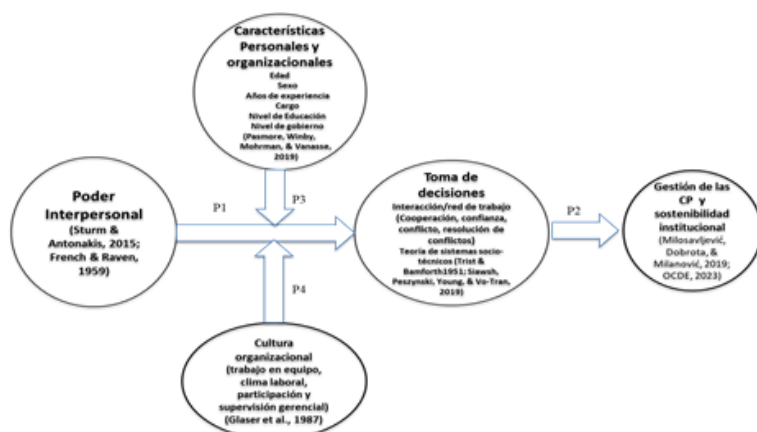 Características
Personales y
organizacionales
Edad
Sexo
Años de experiencia
Cargo
Nivel de Educación
Nivel de gobierno
(Pasmore, Winby,
Mohrman, & Vanasse,
2019)
Poder
Interpersonal
(Sturm &
Antonakis, 2015;
French & Raven,
1959)
P1
P3
P4
Toma de
decisiones
Interacción/red de trabajo
(Cooperación, confianza,
conflicto, resolución de
conflictos)
Teoría de sistemas socio-
técnicos (Trist &
Bamforth1951; Siawsh,
Peszynski, Young, & Vo-Tran,
2019)
P2
Gestión de las
CP y
sostenibilidad
institucional
(Milosavljević,
Dobrota, &
Milanović, 2019;
OCDE, 2023)
Cultura
organizacional
(trabajo en equipo,
clima laboral,
participación y
supervisión gerencial)
(Glaser et al., 1987)